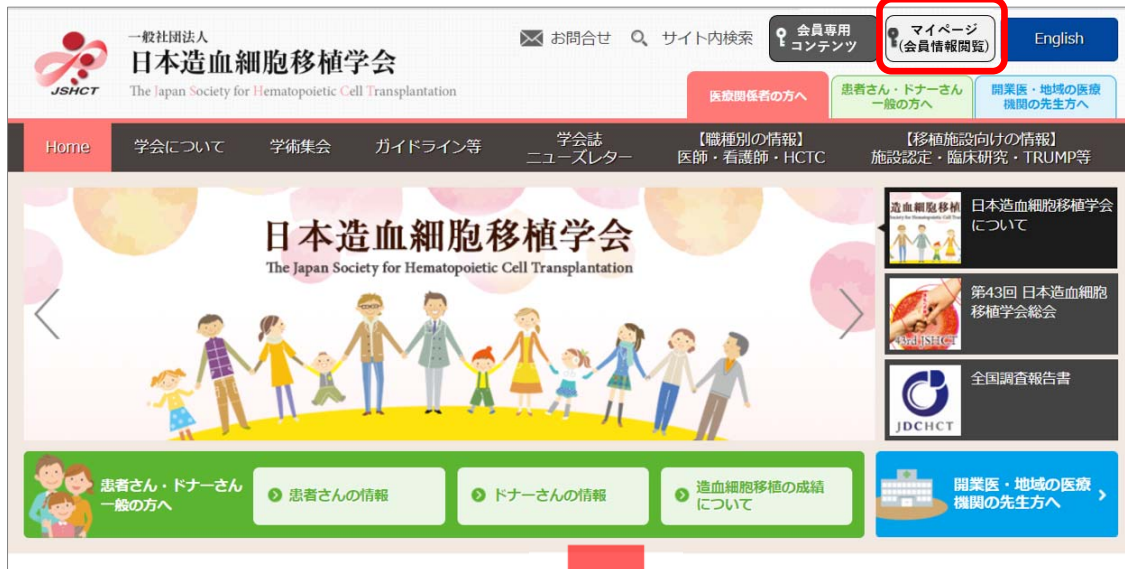 一般社団法人
日本造血細胞移植学会
The Japan Society for Hematopoietic Cell Transplantation
JSHCT
お問合せ
サイト内検索
会員専用
コンテンツ
マイページ
(会員情報閲覧)
English
医療関係者の方へ
患者さん・ドナーさん
一般の方へ
開業医・地域の医療
機関の先生方へ
Home
学会について
学術集会
ガイドライン等
学会誌
ニューズレター
【職種別の情報】
医師・看護師・HCTC
【移植施設向けの情報】
施設認定・臨床研究・TRUMP等
日本造血細胞移植学会
The Japan Society for Hematopoietic Cell Transplantation
造血細胞移植
日本造血細胞移植学会
について
43rd JSHCT
第43回 日本造血細胞
移植学会総会
JDCHCT
全国調査報告書
患者さん・ドナーさん
一般の方へ
患者さんの情報
ドナーさんの情報
造血細胞移植の成績
について
開業医・地域の医療
機関の先生方へ